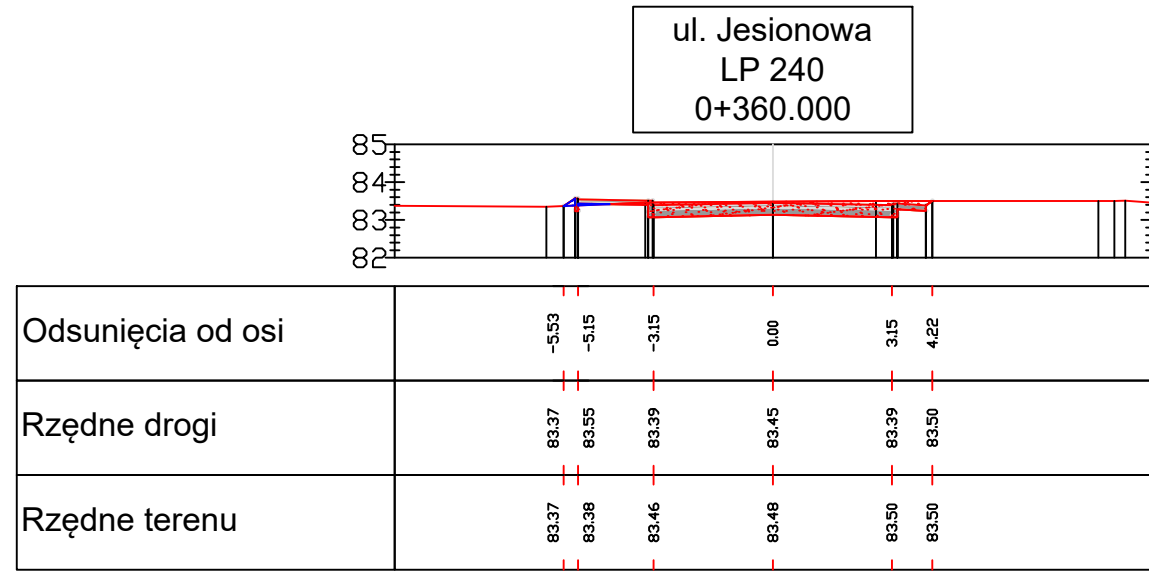 ul. Jesionowa
LP 240
0+360.000
85
84
83
82
Odsunięcia od osi -5.53 -5.15 -3.15 0.00 3.15 4.22
Rzędne drogi 83.37 83.55 83.39 83.45 83.39 83.50
Rzędne terenu 83.37 83.38 83.46 83.48 83.50 83.50